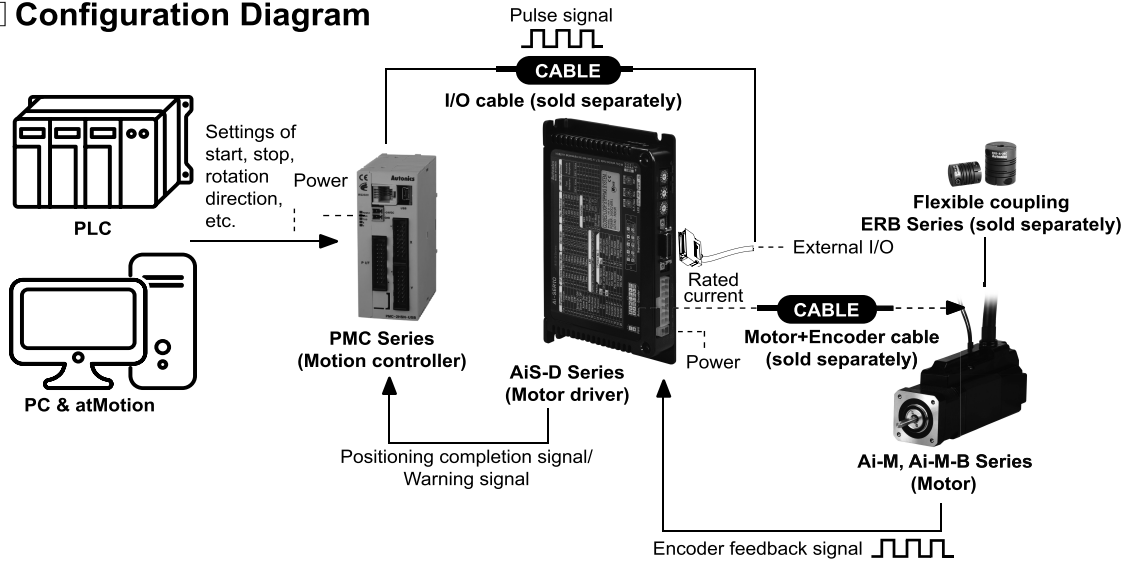 Configuration Diagram
Pulse signal
CABLE
I/O cable (sold separately)
PLC
Settings of
start, stop,
rotation
direction,
etc.
Power
Autonics
PC & atMotion
PMC Series
(Motion controller)
AiS-D Series
(Motor driver)
External I/O
Rated
current
Power
CABLE
Motor+Encoder cable
(sold separately)
Flexible coupling
ERB Series (sold separately)
Positioning completion signal/
Warning signal
Ai-M, Ai-M-B Series
(Motor)
Encoder feedback signal